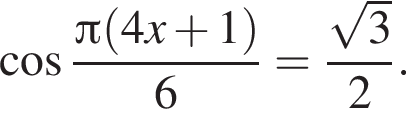 cos π(4x + 1)/6 = √3/2.